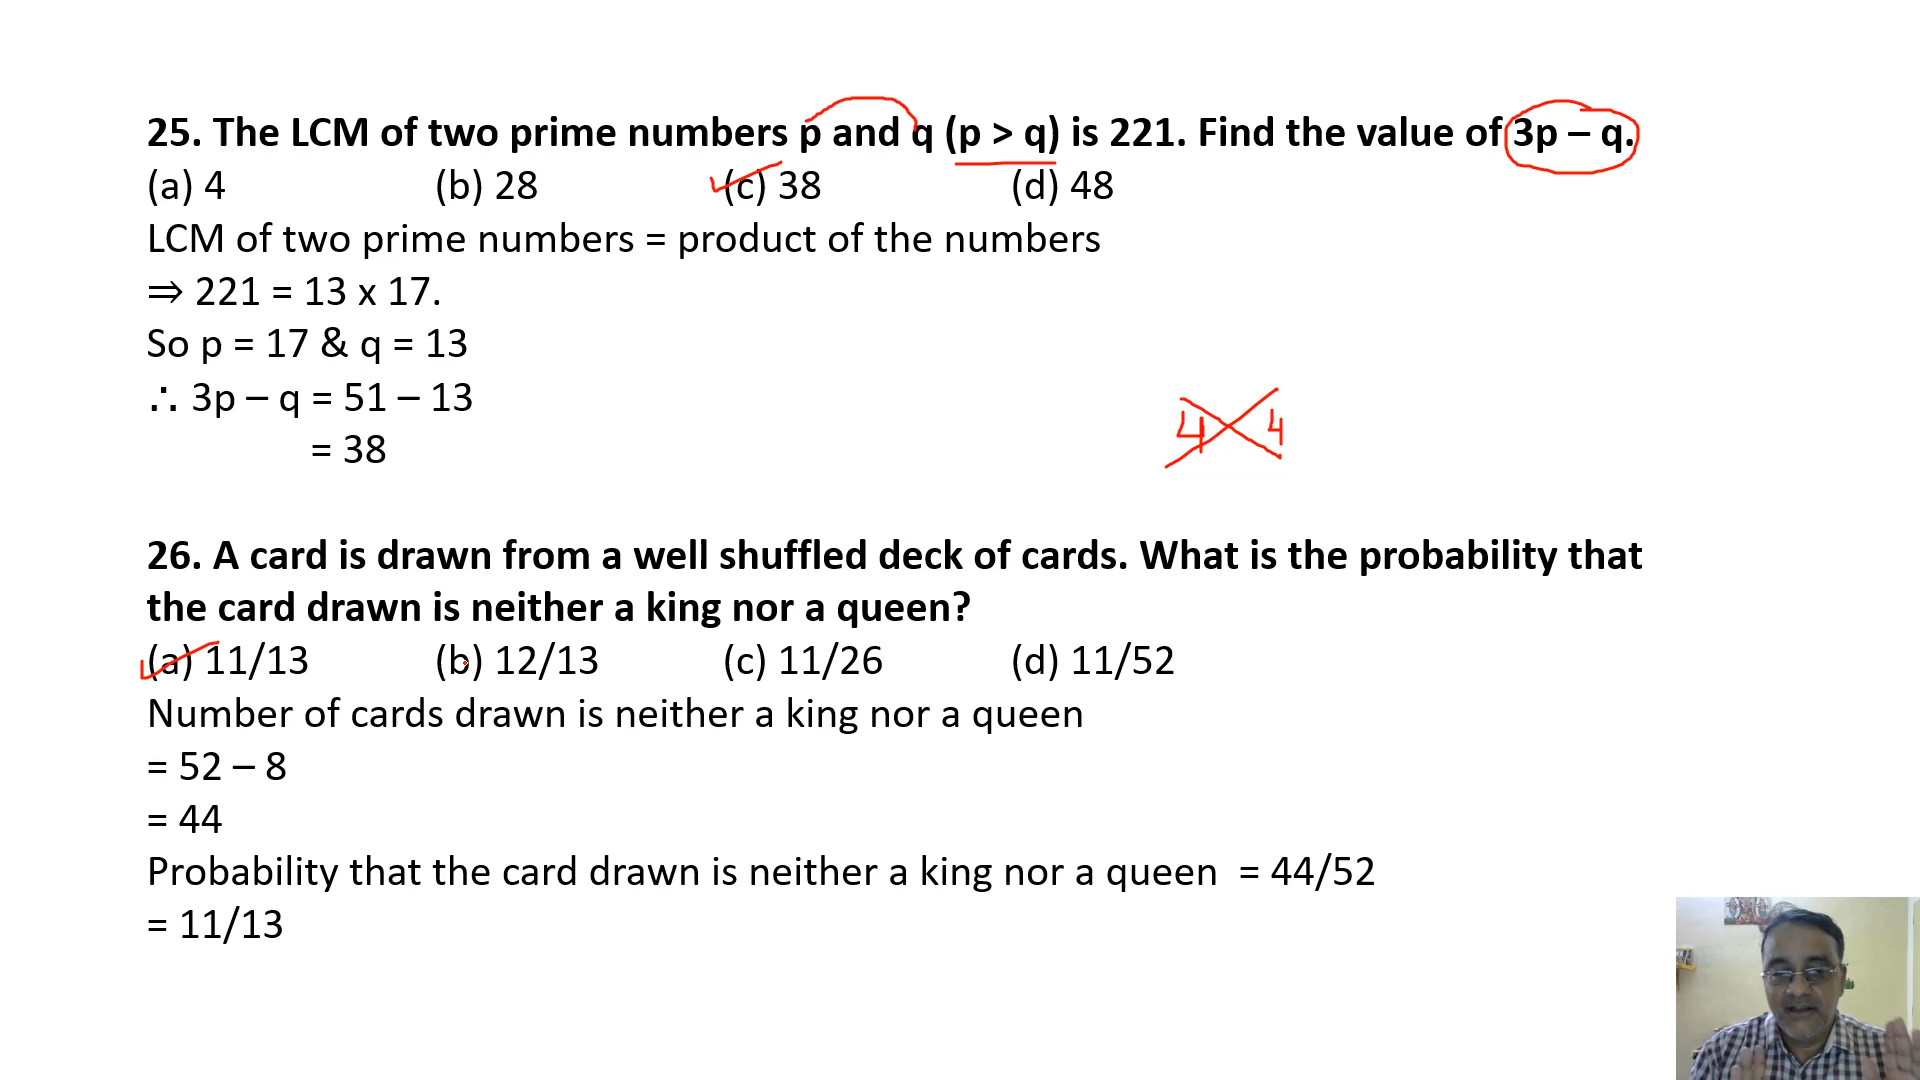 25. The LCM of two prime numbers p and q (p > q) is 221. Find the value of 3p – q.
(a) 4 (b) 28 (c) 38 (d) 48
LCM of two prime numbers = product of the numbers
⇒ 221 = 13 x 17.
So p = 17 & q = 13
∴ 3p – q = 51 – 13
4 4
= 38
26. A card is drawn from a well shuffled deck of cards. What is the probability that
the card drawn is neither a king nor a queen?
(a) 11/13 (b) 12/13 (c) 11/26 (d) 11/52
Number of cards drawn is neither a king nor a queen
= 52 – 8
= 44
Probability that the card drawn is neither a king nor a queen = 44/52
= 11/13